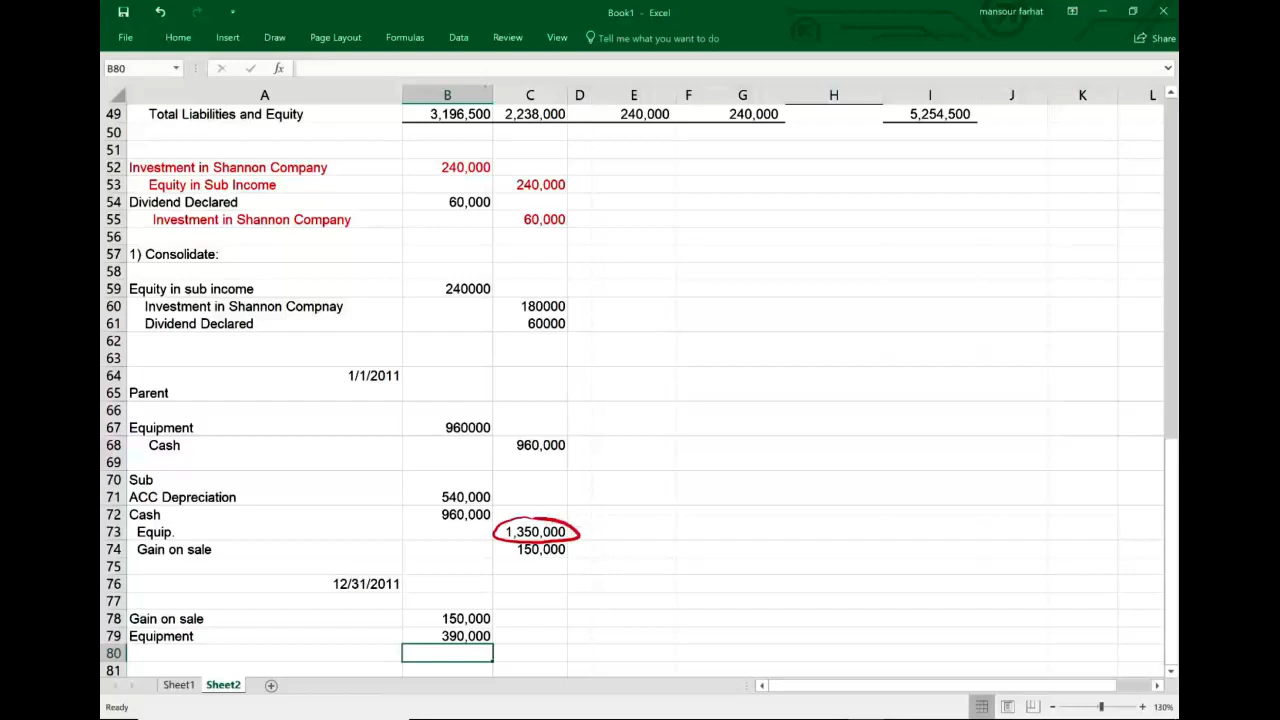 Book1 - Excel
mansour farhat
File Home Insert Draw Page Layout Formulas Data Review View Tell me what you want to do Share
B80 fx
A B C D E F G H I J K L
49 Total Liabilities and Equity 3,196,500 2,238,000 240,000 240,000 5,254,500
50
51
52 Investment in Shannon Company 240,000
53 Equity in Sub Income 240,000
54 Dividend Declared 60,000
55 Investment in Shannon Company 60,000
56
57 1) Consolidate:
58
59 Equity in sub income 240000
60 Investment in Shannon Compnay 180000
61 Dividend Declared 60000
62
63
64 1/1/2011
65 Parent
66
67 Equipment 960000
68 Cash 960,000
69
70 Sub
71 ACC Depreciation 540,000
72 Cash 960,000
73 Equip. 1,350,000
74 Gain on sale 150,000
75
76 12/31/2011
77
78 Gain on sale 150,000
79 Equipment 390,000
80
81
Sheet1 Sheet2
Ready 130%